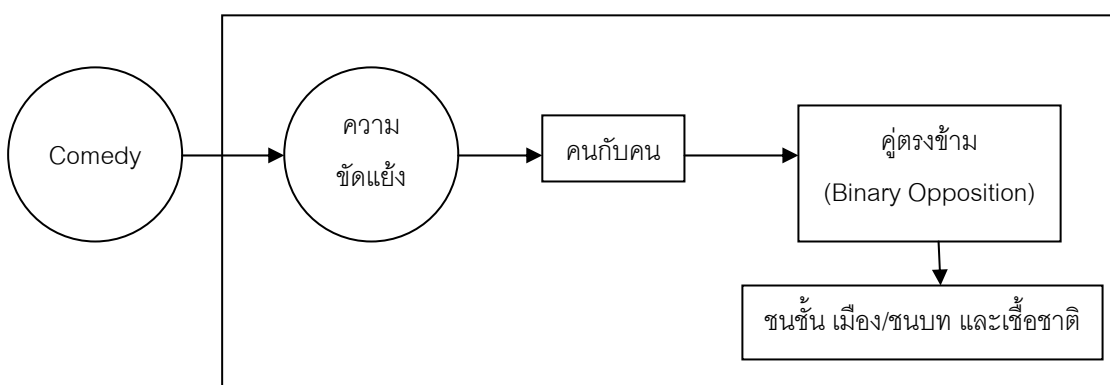 Comedy
ความ
ขัดแย้ง
คนกับคน
คู่ตรงข้าม
(Binary Opposition)
ชนชั้น เมือง/ชนบท และเชื้อชาติ